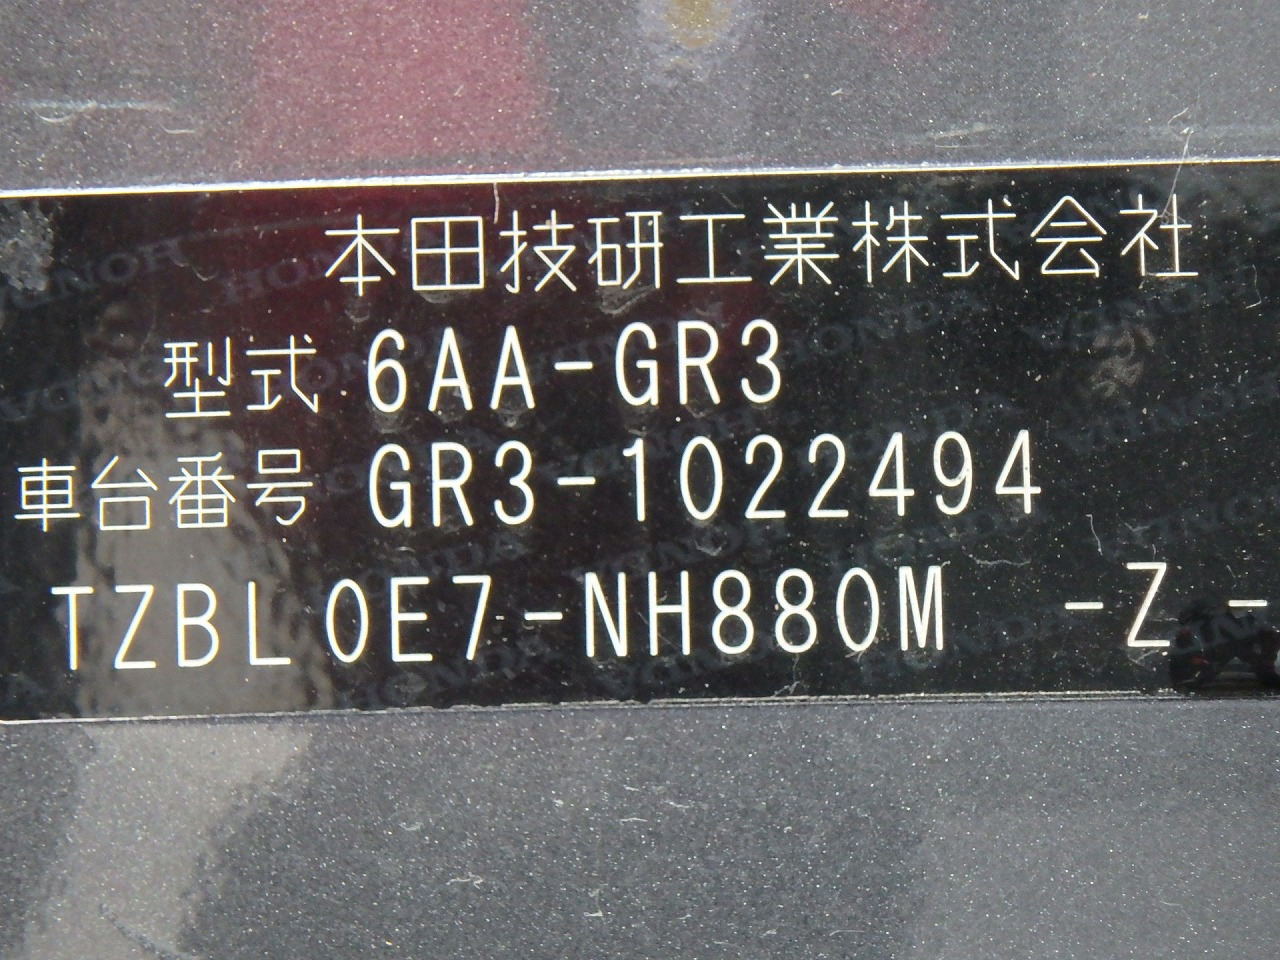 本田技研工業株式会社
型式 6AA-GR3
車台番号 GR3-1022494
TZBL0E7-NH880M -Z -